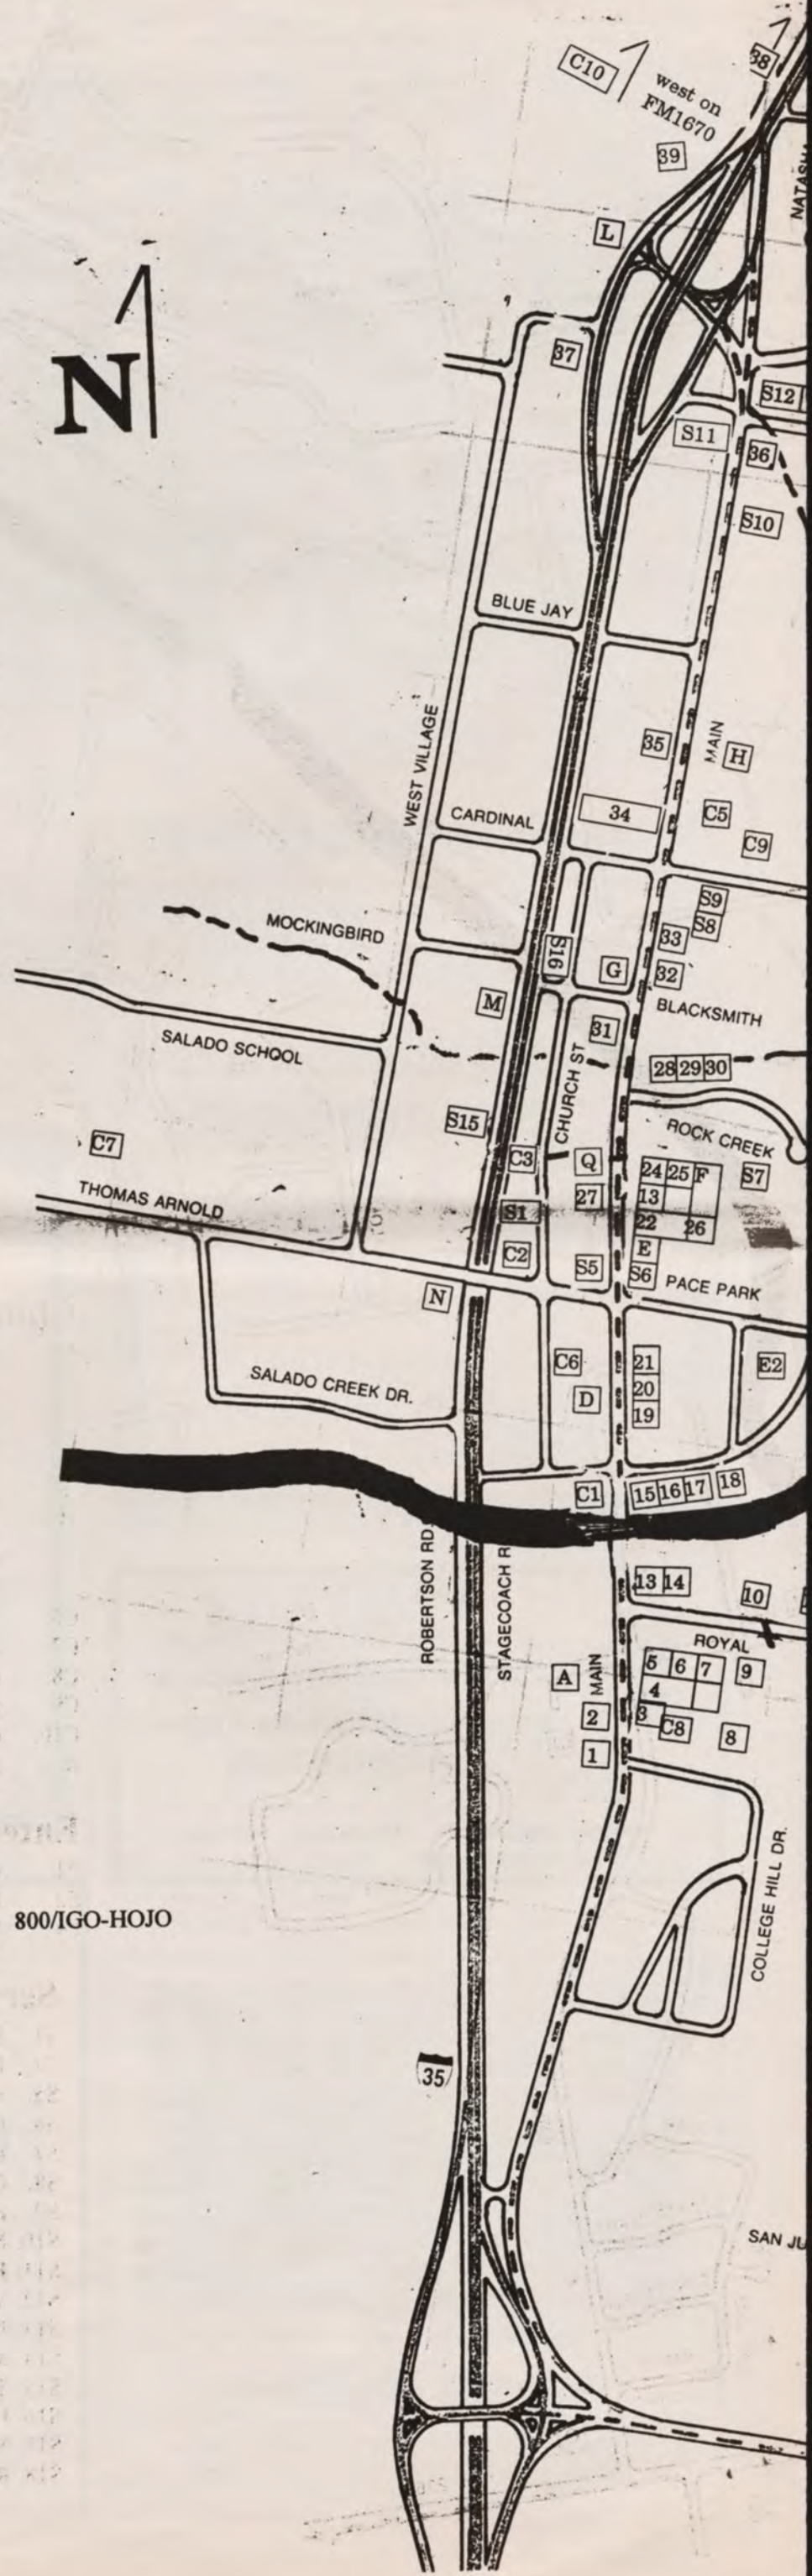 38
C10
west on
FM1670
39
NATASHA
L
N
37
S12
S11
36
S10
BLUE JAY
WEST VILLAGE
35
MAIN
H
CARDINAL
34
C5
C9
S9
S8
MOCKINGBIRD
33
S16
G
32
M
BLACKSMITH
31
SALADO SCHOOL
CHURCH ST
28 29 30
S15
ROCK CREEK
C7
C3
Q
24 25 F
S7
THOMAS ARNOLD
27
13
S1
22 26
C2
E
S5
S6
PACE PARK
N
C6
21
E2
SALADO CREEK DR.
D
20
19
C1
15 16 17 18
ROBERTSON RD.
STAGECOACH R
13 14
10
ROYAL
A
MAIN
5 6 7
9
4
2
3
C8
8
1
COLLEGE HILL DR.
800/IGO-HOJO
35
SAN JU